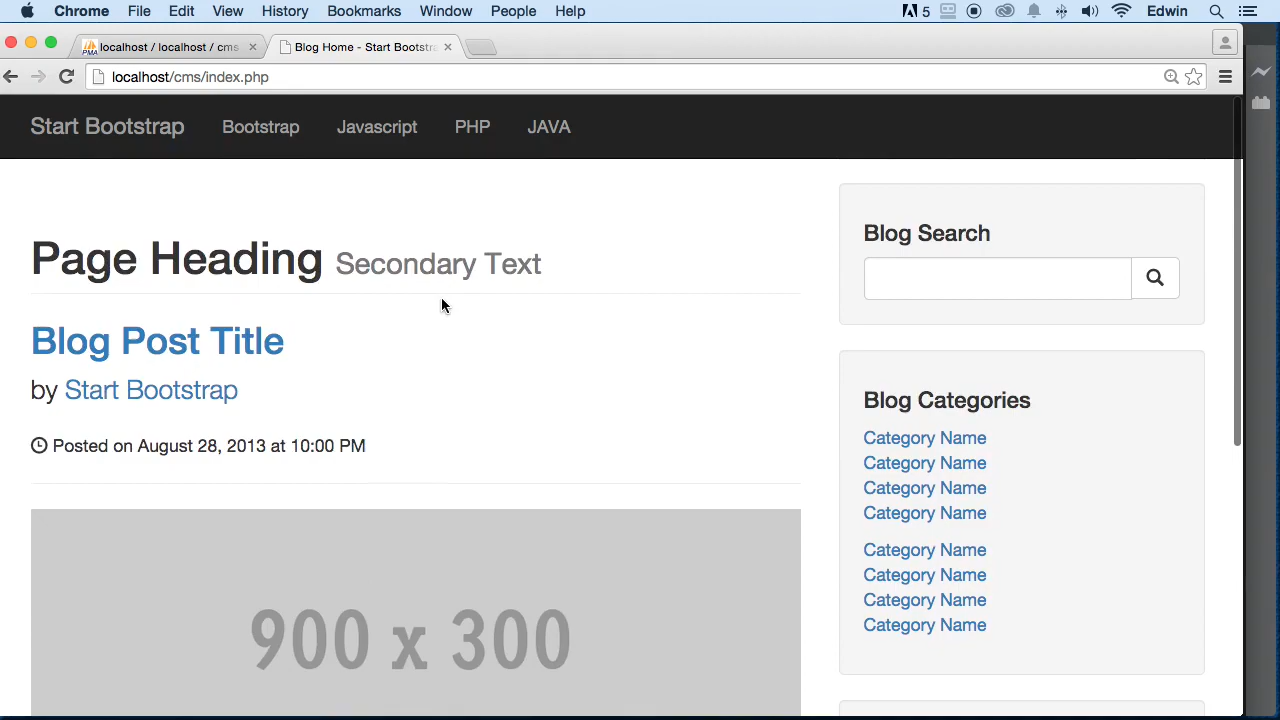 Chrome File Edit View History Bookmarks Window People Help 5 Edwin
PMA localhost / localhost / cms Blog Home - Start Bootstra
localhost/cms/index.php
Start Bootstrap Bootstrap Javascript PHP JAVA
Page Heading Secondary Text
Blog Post Title
by Start Bootstrap
Posted on August 28, 2013 at 10:00 PM
900 x 300
Blog Search
Blog Categories
Category Name
Category Name
Category Name
Category Name
Category Name
Category Name
Category Name
Category Name